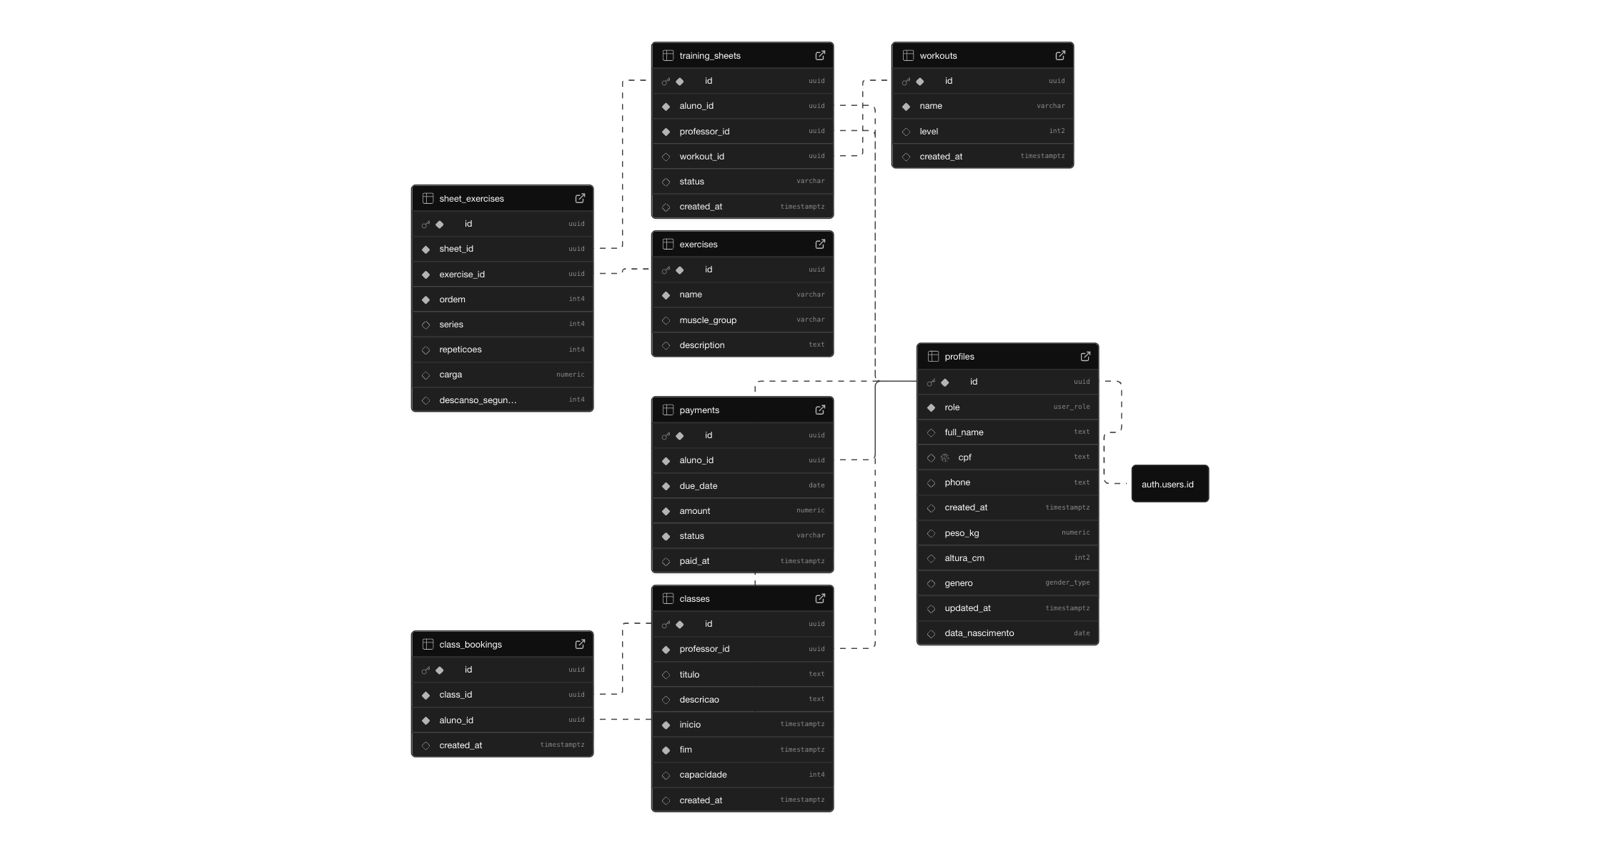 training_sheets
id uuid
aluno_id uuid
professor_id uuid
workout_id uuid
status varchar
created_at timestamptz
workouts
id uuid
name varchar
level int2
created_at timestamptz
sheet_exercises
id uuid
sheet_id uuid
exercise_id uuid
ordem int4
series int4
repeticoes int4
carga numeric
descanso_segun... int4
exercises
id uuid
name varchar
muscle_group varchar
description text
profiles
id uuid
role user_role
full_name text
cpf text
phone text
created_at timestamptz
peso_kg numeric
altura_cm int2
genero gender_type
updated_at timestamptz
data_nascimento date
auth.users.id
payments
id uuid
aluno_id uuid
due_date date
amount numeric
status varchar
paid_at timestamptz
classes
id uuid
professor_id uuid
titulo text
descricao text
inicio timestamptz
fim timestamptz
capacidade int4
created_at timestamptz
class_bookings
id uuid
class_id uuid
aluno_id uuid
created_at timestamptz